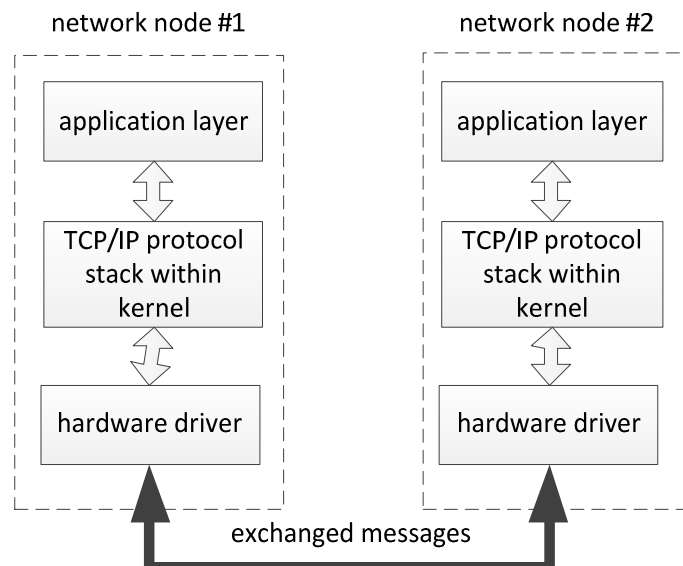 network node #1
network node #2
application layer
TCP/IP protocol
stack within
kernel
hardware driver
application layer
TCP/IP protocol
stack within
kernel
hardware driver
exchanged messages